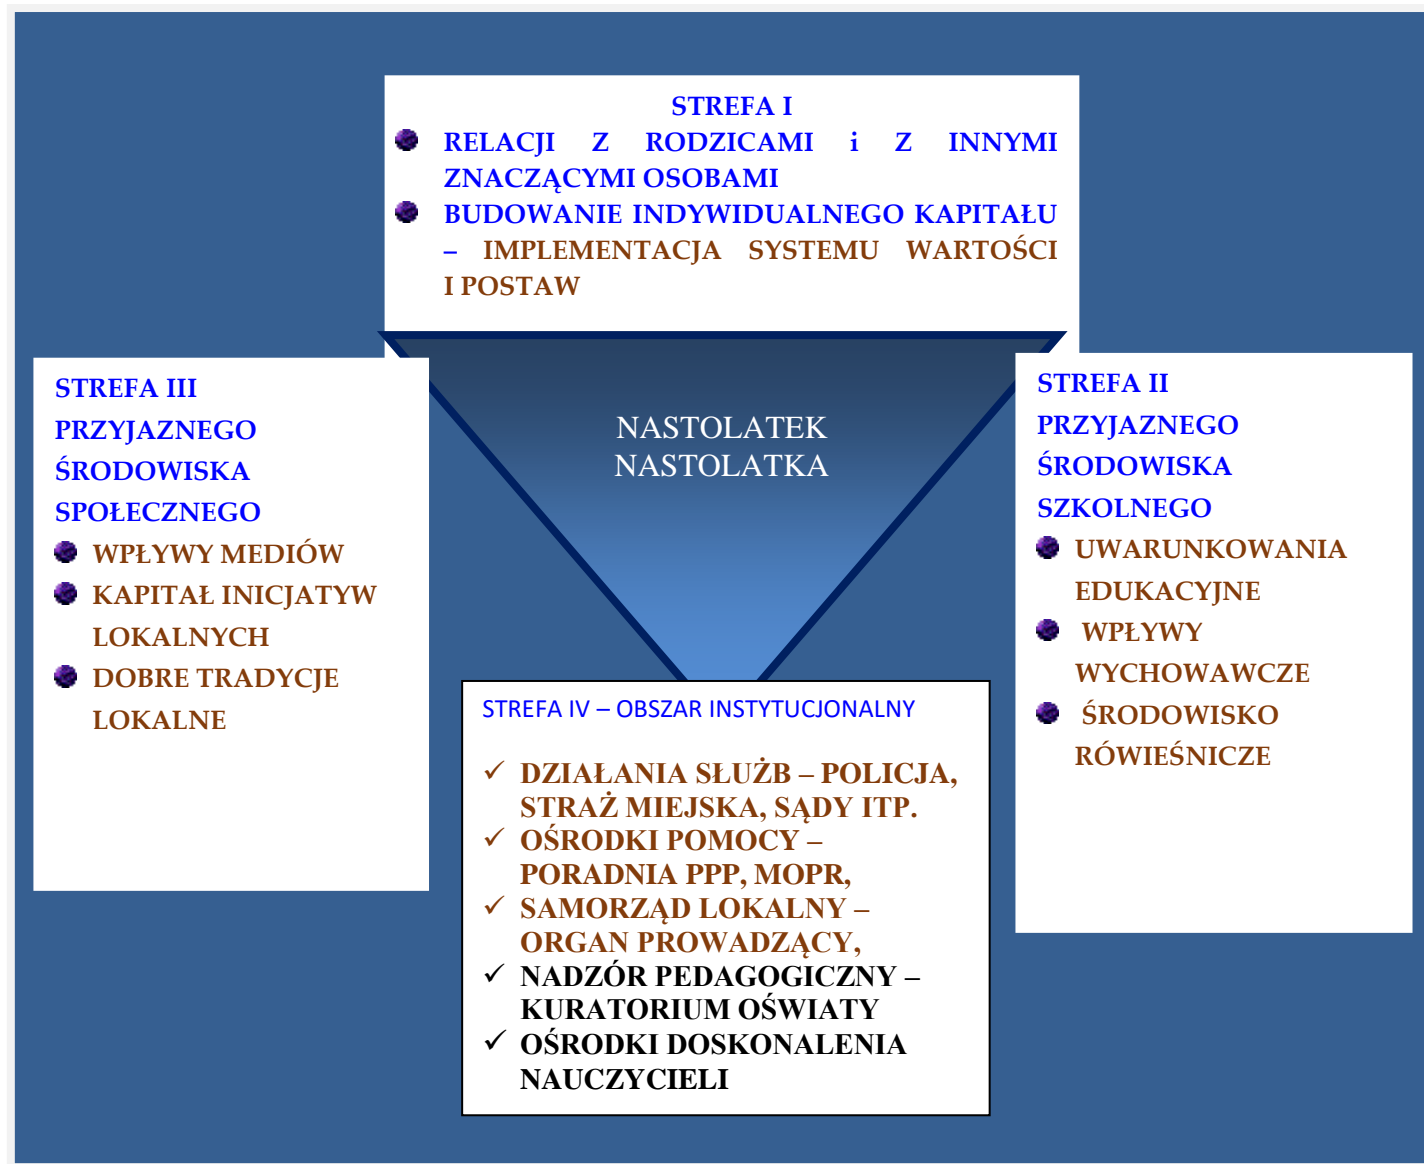 STREFA I
RELACJI Z RODZICAMI i Z INNYMI
ZNACZĄCYMI OSOBAMI
BUDOWANIE INDYWIDUALNEGO KAPITAŁU
– IMPLEMENTACJA SYSTEMU WARTOŚCI
I POSTAW
NASTOLATEK
NASTOLATKA
STREFA III
PRZYJAZNEGO
ŚRODOWISKA
SPOŁECZNEGO
WPŁYWY MEDIÓW
KAPITAŁ INICJATYW
LOKALNYCH
DOBRE TRADYCJE
LOKALNE
STREFA II
PRZYJAZNEGO
ŚRODOWISKA
SZKOLNEGO
UWARUNKOWANIA
EDUKACYJNE
WPŁYWY
WYCHOWAWCZE
ŚRODOWISKO
RÓWIEŚNICZE
STREFA IV – OBSZAR INSTYTUCJONALNY
✓ DZIAŁANIA SŁUŻB – POLICJA,
STRAŻ MIEJSKA, SĄDY ITP.
✓ OŚRODKI POMOCY –
PORADNIA PPP, MOPR,
✓ SAMORZĄD LOKALNY –
ORGAN PROWADZĄCY,
✓ NADZÓR PEDAGOGICZNY –
KURATORIUM OŚWIATY
✓ OŚRODKI DOSKONALENIA
NAUCZYCIELI